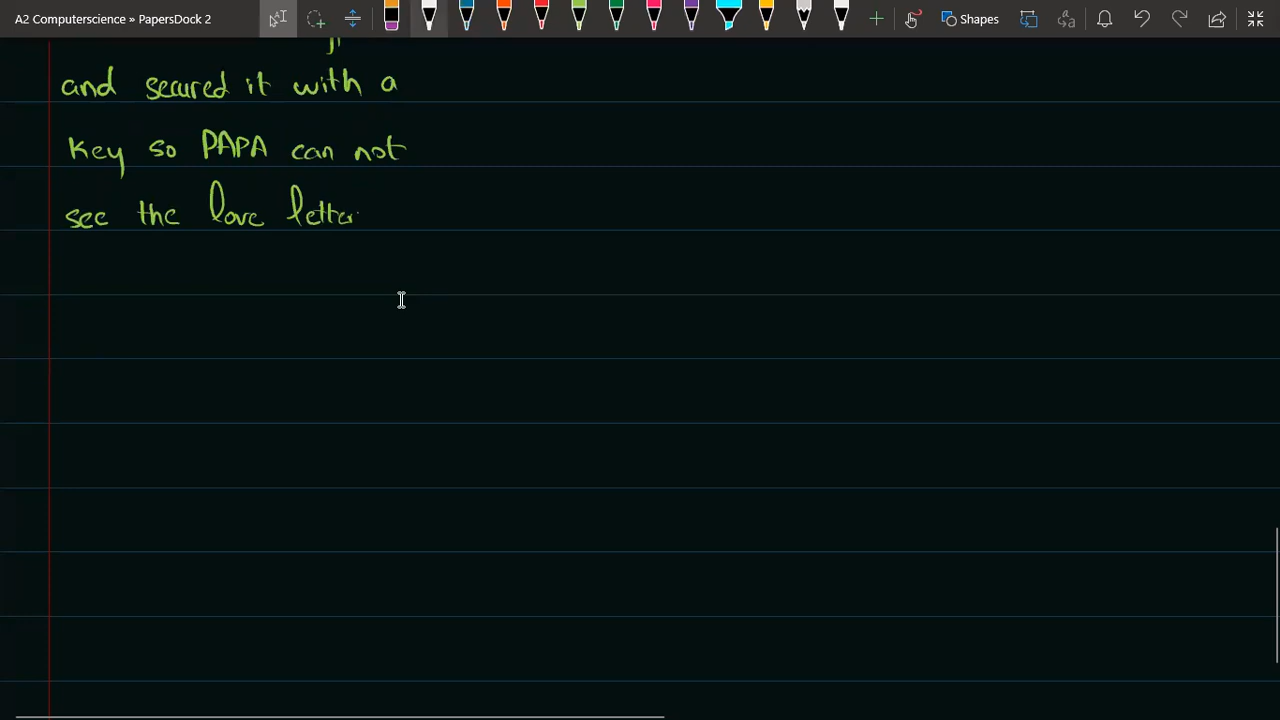 A2 Computerscience » PapersDock 2
Shapes
and secured it with a
key so PAPA can not
see the love letter